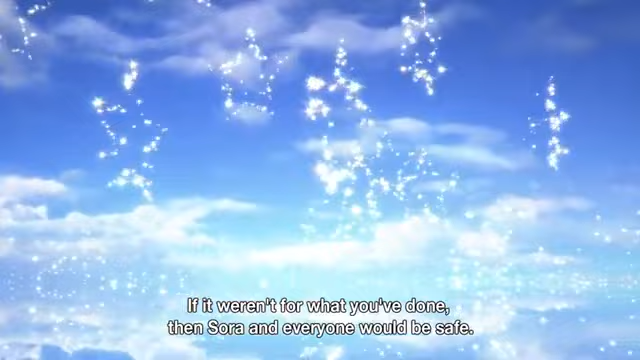 If it weren't for what you've done,
then Sora and everyone would be safe.